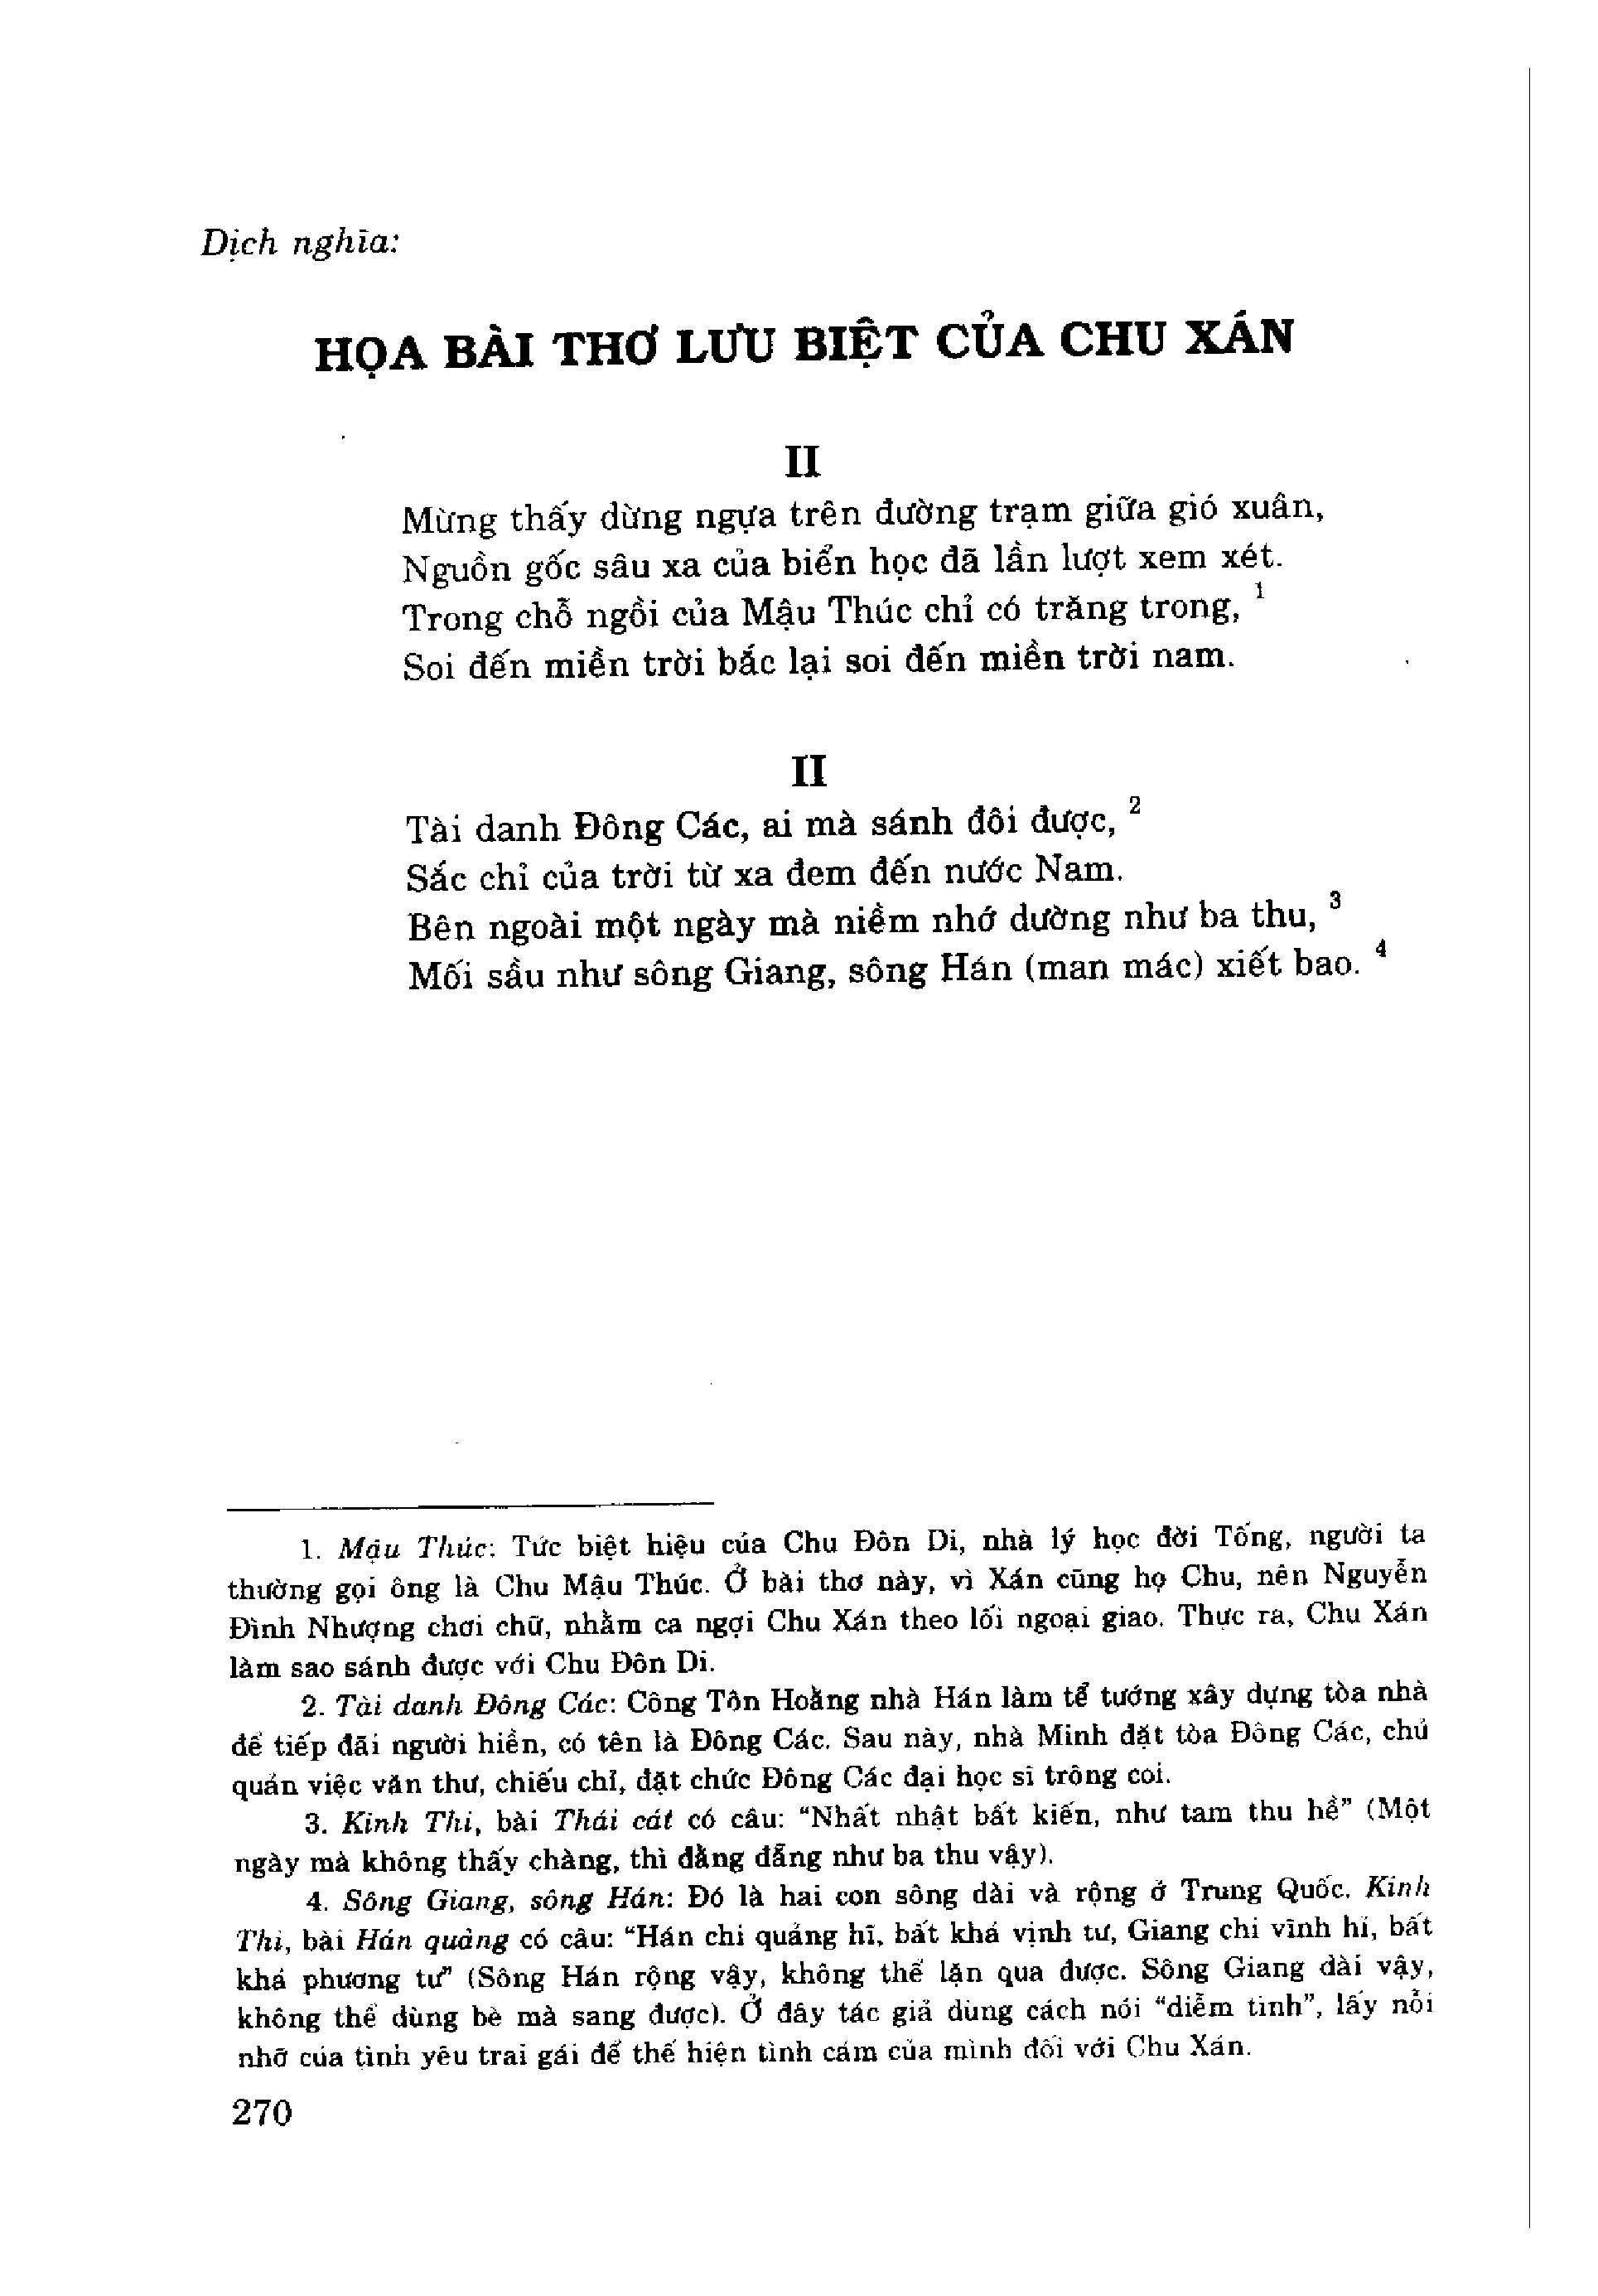 Dịch nghĩa:
HỌA BÀI THƠ LƯU BIỆT CỦA CHU XÁN
II
Mừng thấy dừng ngựa trên đường trạm giữa gió xuân,
Nguồn gốc sâu xa của biển học đã lần lượt xem xét.
Trong chỗ ngồi của Mậu Thúc chỉ có trăng trong, 1
Soi đến miền trời bắc lại soi đến miền trời nam.
II
Tài danh Đông Các, ai mà sánh đôi được, 2
Sắc chỉ của trời từ xa đem đến nước Nam.
Bên ngoài một ngày mà niềm nhớ dường như ba thu, 3
Mối sầu như sông Giang, sông Hán (man mác) xiết bao. 4
1. Mậu Thúc: Tức biệt hiệu của Chu Đôn Di, nhà lý học đời Tống, người ta
thường gọi ông là Chu Mậu Thúc. Ở bài thơ này, vì Xán cũng họ Chu, nên Nguyễn
Đình Nhượng chơi chữ, nhằm ca ngợi Chu Xán theo lối ngoại giao. Thực ra, Chu Xán
làm sao sánh được với Chu Đôn Di.
2. Tài danh Đông Các: Công Tôn Hoằng nhà Hán làm tể tướng xây dựng tòa nhà
để tiếp đãi người hiền, có tên là Đông Các. Sau này, nhà Minh đặt tòa Đông Các, chủ
quản việc văn thư, chiếu chỉ, đặt chức Đông Các đại học sĩ trông coi.
3. Kinh Thi, bài Thái cát có câu: “Nhất nhật bất kiến, như tam thu hề” (Một
ngày mà không thấy chàng, thì đằng đẵng như ba thu vậy).
4. Sông Giang, sông Hán: Đó là hai con sông dài và rộng ở Trung Quốc. Kinh
Thi, bài Hán quảng có câu: “Hán chi quảng hĩ, bất khả vịnh tư, Giang chi vĩnh hĩ, bất
khả phương tư” (Sông Hán rộng vậy, không thể lặn qua được. Sông Giang dài vậy,
không thể dùng bè mà sang được). Ở đây tác giả dùng cách nói “diễm tình”, lấy nỗi
nhớ của tình yêu trai gái để thể hiện tình cảm của mình đối với Chu Xán.
270